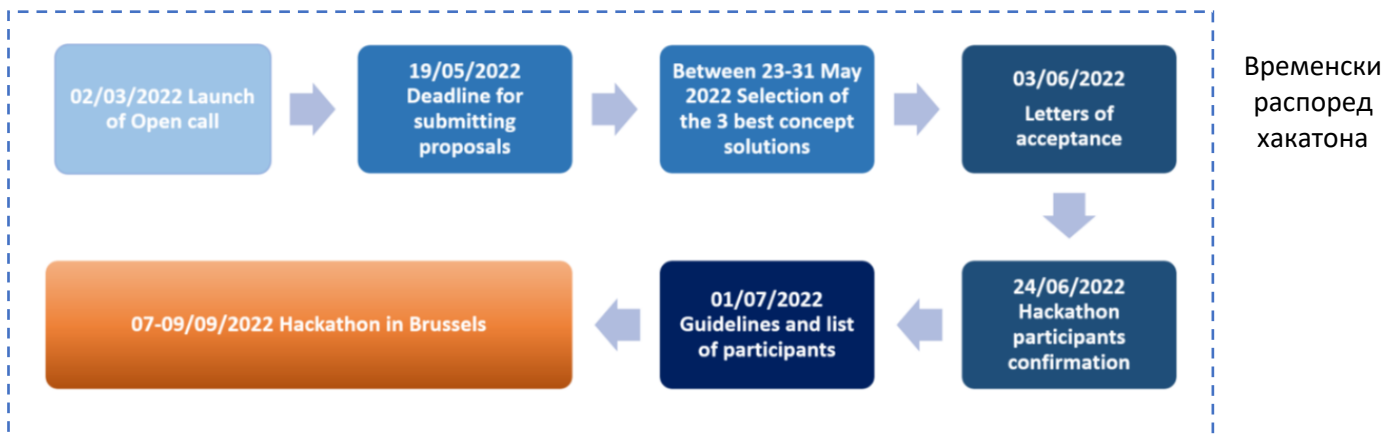 02/03/2022 Launch
of Open call
19/05/2022
Deadline for
submitting
proposals
Between 23-31 May
2022 Selection of
the 3 best concept
solutions
03/06/2022
Letters of
acceptance
24/06/2022
Hackathon
participants
confirmation
01/07/2022
Guidelines and list
of participants
07-09/09/2022 Hackathon in Brussels
Временски
распоред
хакатона